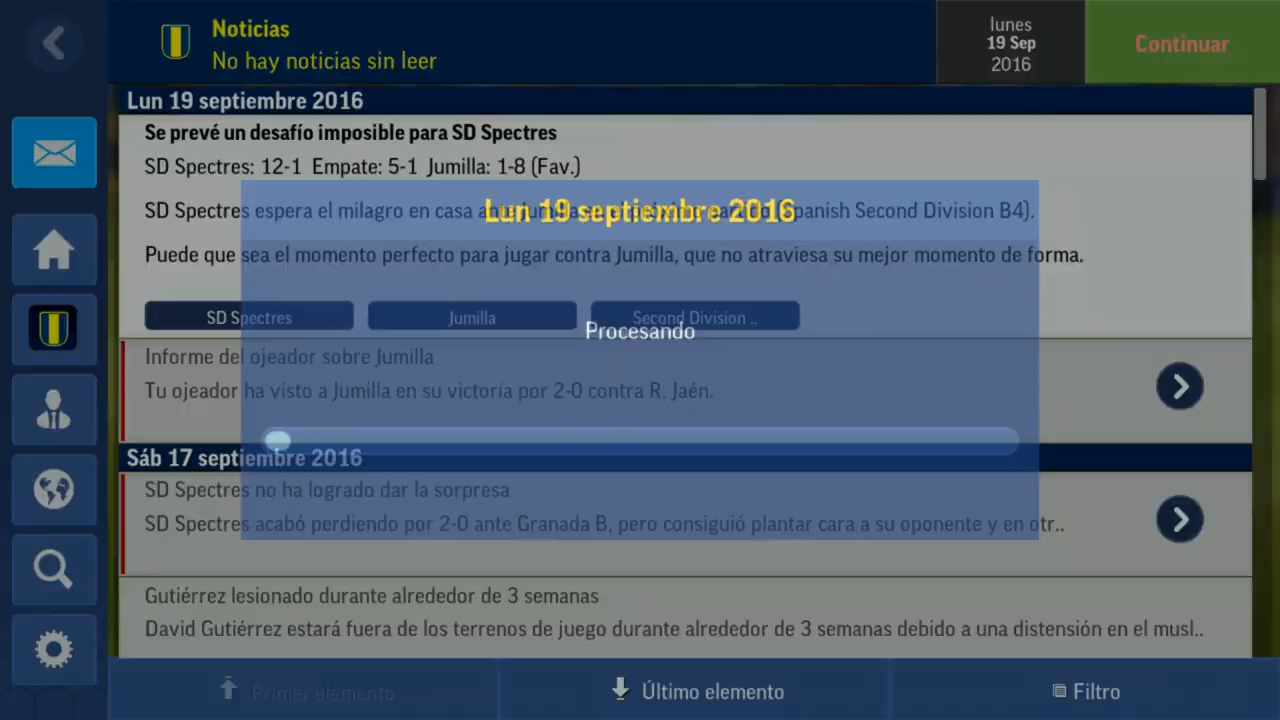 Noticias
No hay noticias sin leer
lunes
19 Sep
2016
Continuar
Lun 19 septiembre 2016
Se prevé un desafío imposible para SD Spectres
SD Spectres: 12-1 Empate: 5-1 Jumilla: 1-8 (Fav.)
SD Spectres espera el milagro en casa ante Jumilla (Spanish Second Division B4).
Lun 19 septiembre 2016
Puede que sea el momento perfecto para jugar contra Jumilla, que no atraviesa su mejor momento de forma.
SD Spectres
Jumilla
Second Division ..
Procesando
Informe del ojeador sobre Jumilla
Tu ojeador ha visto a Jumilla en su victoria por 2-0 contra R. Jaén.
Sáb 17 septiembre 2016
SD Spectres no ha logrado dar la sorpresa
SD Spectres acabó perdiendo por 2-0 ante Granada B, pero consiguió plantar cara a su oponente y en otr..
Gutiérrez lesionado durante alrededor de 3 semanas
David Gutiérrez estará fuera de los terrenos de juego durante alrededor de 3 semanas debido a una distensión en el musl..
Primer elemento
Último elemento
Filtro